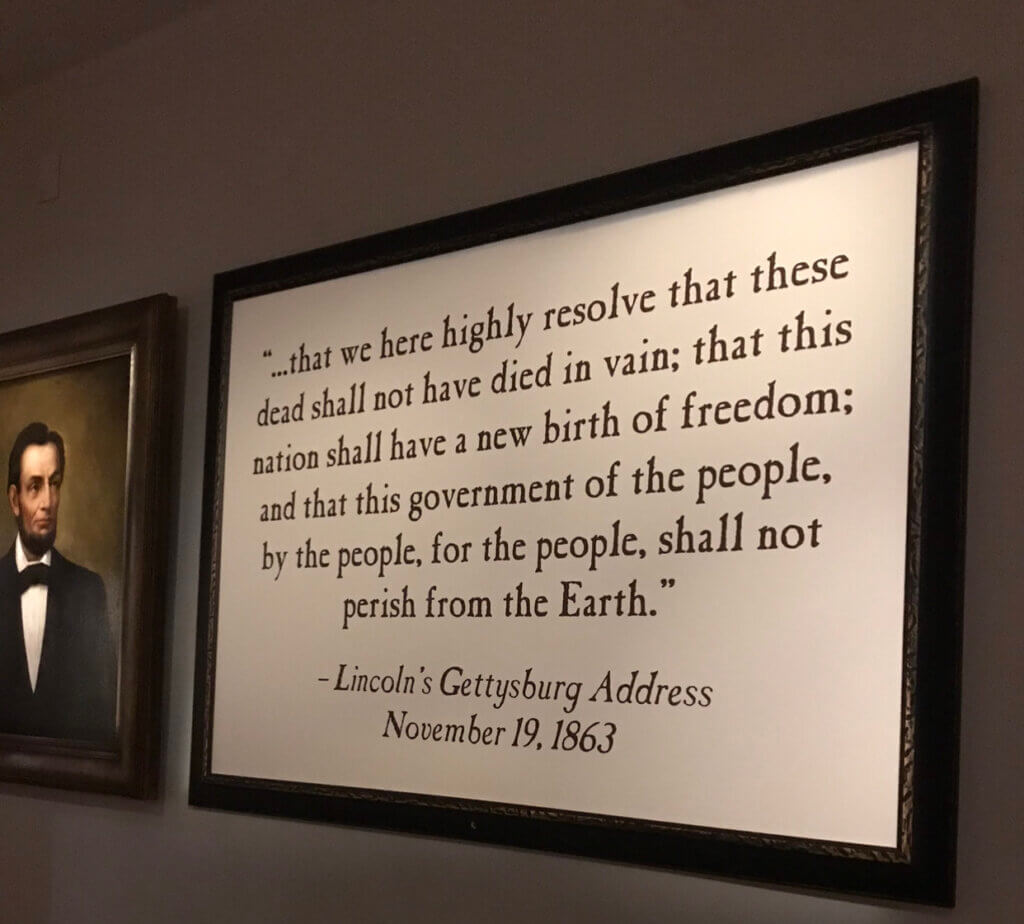 “...that we here highly resolve that these
dead shall not have died in vain; that this
nation shall have a new birth of freedom;
and that this government of the people,
by the people, for the people, shall not
perish from the Earth.”
– Lincoln's Gettysburg Address
November 19, 1863